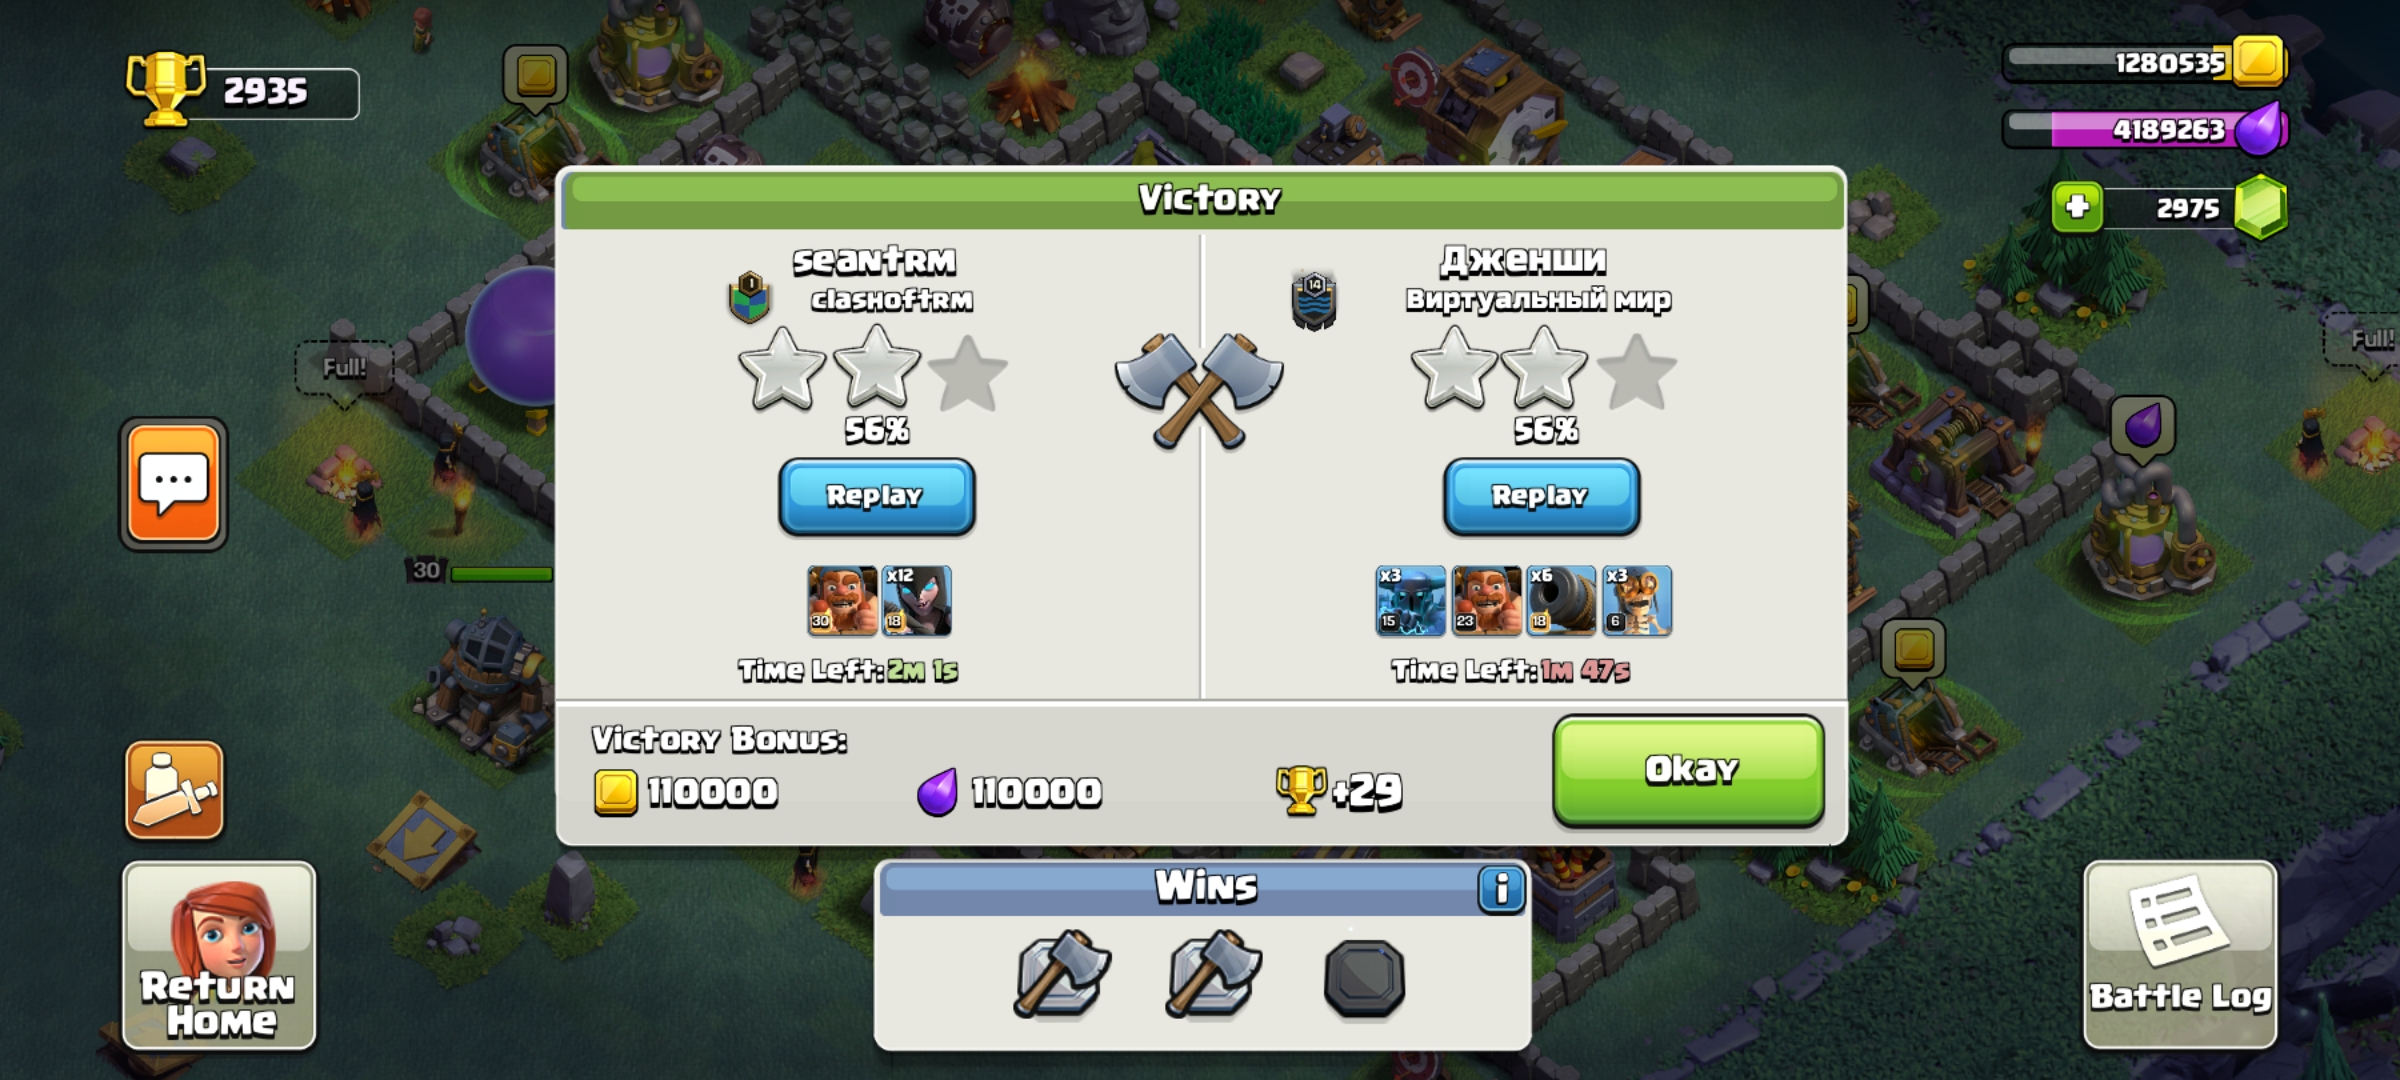 2935
1280535
4189263
2975
Victory
seantrm
clashoftrm
1
56%
Replay
30
x12
18
Time Left: 2m 1s
Дженши
Виртуальный мир
14
56%
Replay
x3
15
23
x6
18
x3
6
Time Left: 1m 47s
Full!
Full!
30
Victory Bonus:
110000
110000
+29
Okay
Wins
i
Return
Home
Battle Log